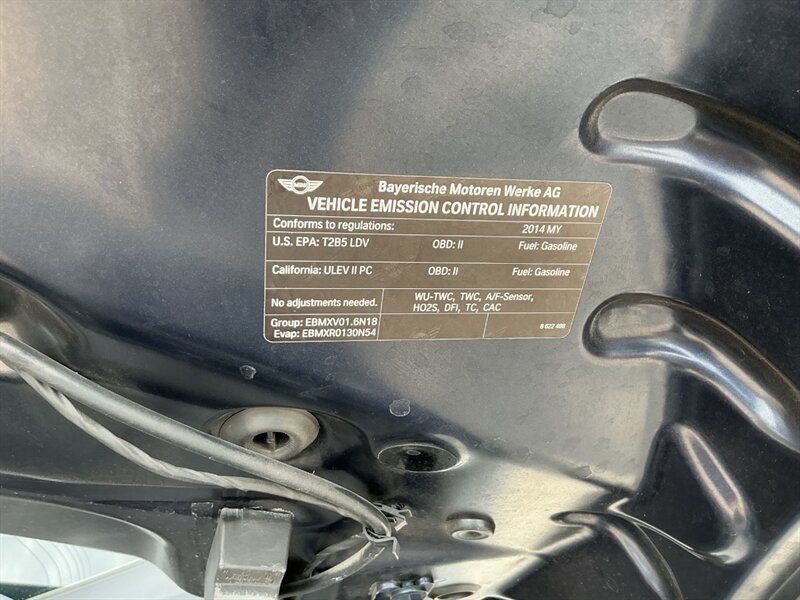 MINI
Bayerische Motoren Werke AG
VEHICLE EMISSION CONTROL INFORMATION
Conforms to regulations: 2014 MY
U.S. EPA: T2B5 LDV OBD: II Fuel: Gasoline
California: ULEV II PC OBD: II Fuel: Gasoline
No adjustments needed. WU-TWC, TWC, A/F-Sensor,
HO2S, DFI, TC, CAC
Group: EBMXV01.6N18
Evap: EBMXR0130N54 8 622 488